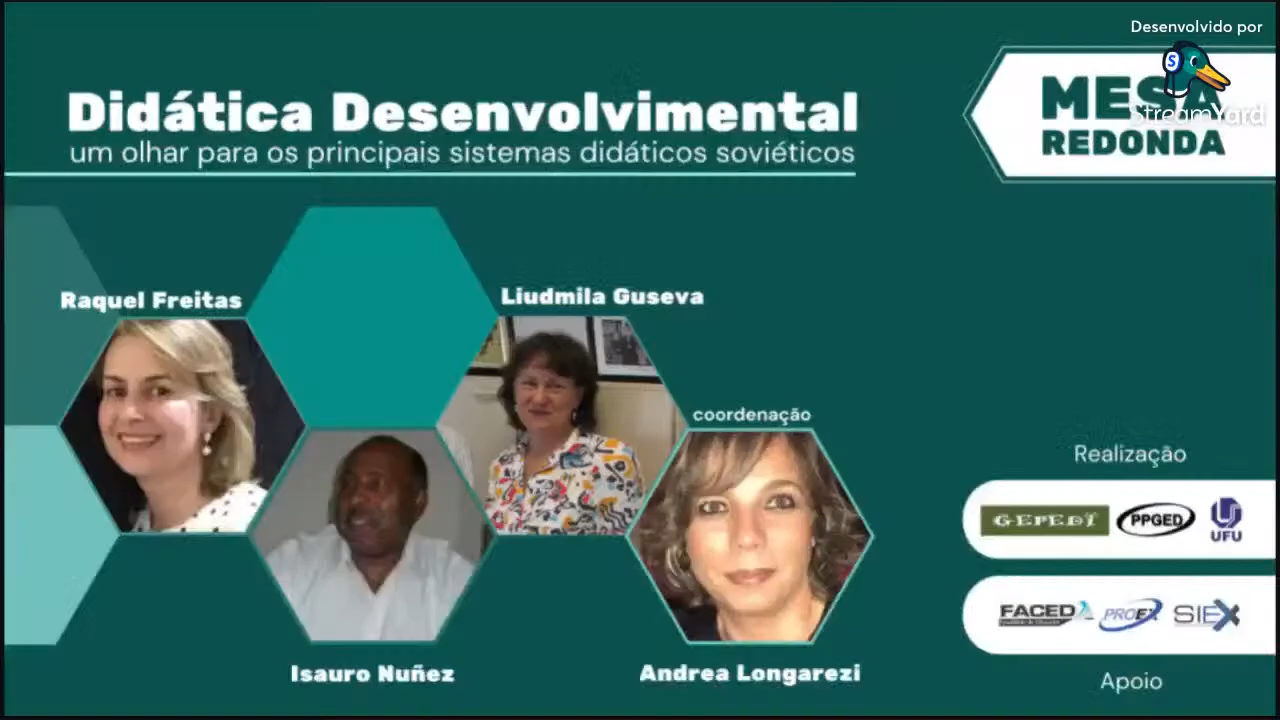 Desenvolvido por
StreamYard
MESA
REDONDA
Didática Desenvolvimental
um olhar para os principais sistemas didáticos soviéticos
Raquel Freitas
Liudmila Guseva
coordenação
Isauro Nuñez
Andrea Longarezi
Realização
GEPEDI PPGED UFU
FACED PROEX SIEX
Apoio